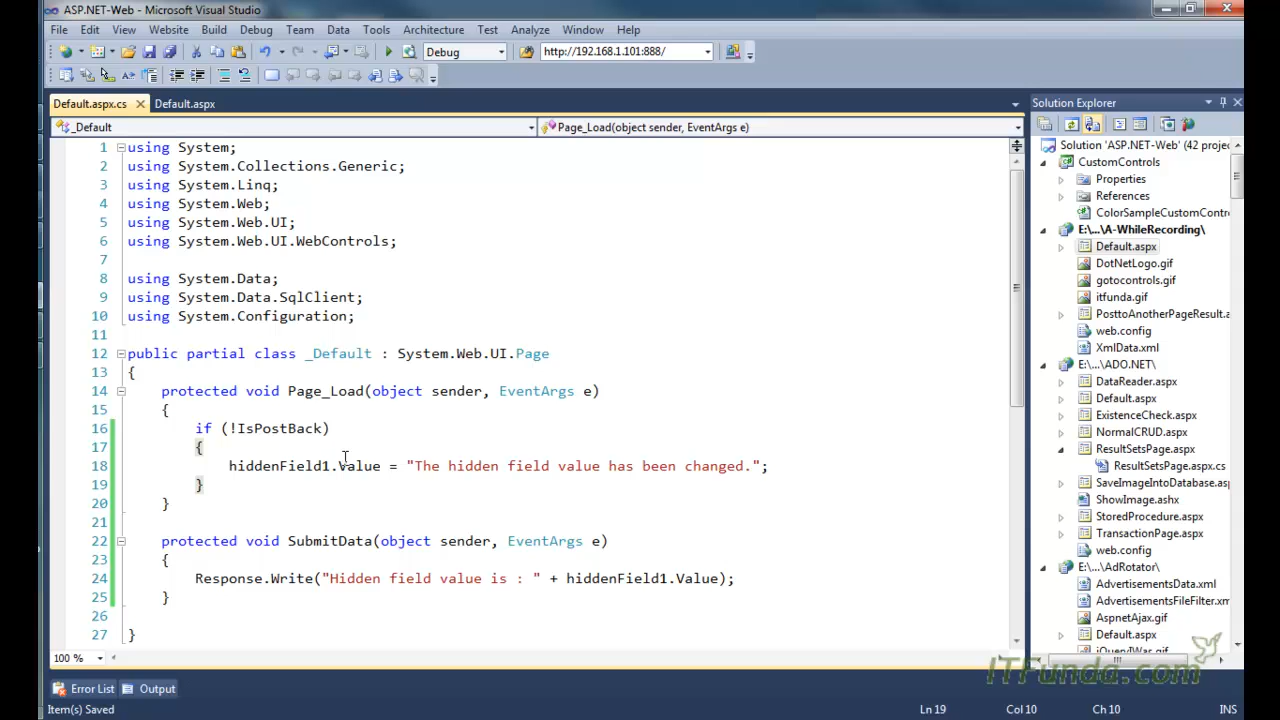 ASP.NET-Web - Microsoft Visual Studio
File Edit View Website Build Debug Team Data Tools Architecture Test Analyze Window Help
Debug http://192.168.1.101:888/
Default.aspx.cs Default.aspx
_Default Page_Load(object sender, EventArgs e)
1 using System;
2 using System.Collections.Generic;
3 using System.Linq;
4 using System.Web;
5 using System.Web.UI;
6 using System.Web.UI.WebControls;
7
8 using System.Data;
9 using System.Data.SqlClient;
10 using System.Configuration;
11
12 public partial class _Default : System.Web.UI.Page
13 {
14 protected void Page_Load(object sender, EventArgs e)
15 {
16 if (!IsPostBack)
17 {
18 hiddenField1.Value = "The hidden field value has been changed.";
19 }
20 }
21
22 protected void SubmitData(object sender, EventArgs e)
23 {
24 Response.Write("Hidden field value is : " + hiddenField1.Value);
25 }
26
27 }
100 %
Solution Explorer
Solution 'ASP.NET-Web' (42 projec
CustomControls
Properties
References
ColorSampleCustomContr
E:\...\A-WhileRecording\
Default.aspx
DotNetLogo.gif
gotocontrols.gif
itfunda.gif
PosttoAnotherPageResult.a
web.config
XmlData.xml
E:\...\ADO.NET\
DataReader.aspx
Default.aspx
ExistenceCheck.aspx
NormalCRUD.aspx
ResultSetsPage.aspx
ResultSetsPage.aspx.cs
SaveImageIntoDatabase.asp
ShowImage.ashx
StoredProcedure.aspx
TransactionPage.aspx
web.config
E:\...\AdRotator\
AdvertisementsData.xml
AdvertisementsFileFilter.xm
AspnetAjax.gif
Default.aspx
jQueryIWas.gif
ITFunda.com
Error List Output
Item(s) Saved Ln 19 Col 10 Ch 10 INS